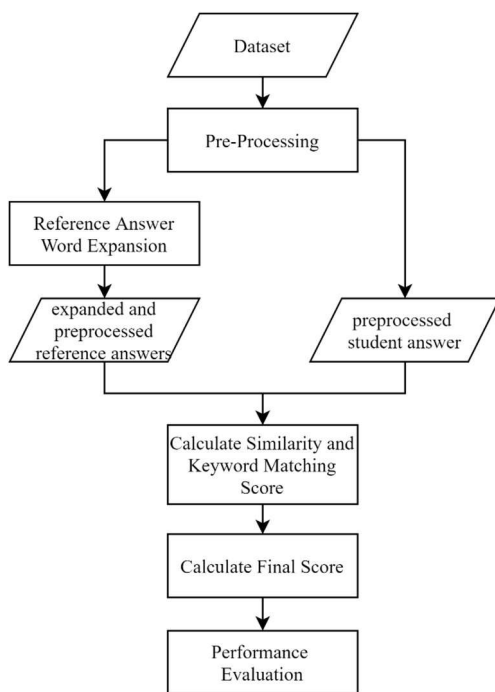 Dataset
Pre-Processing
Reference Answer
Word Expansion
expanded and
preprocessed
reference answers
preprocessed
student answer
Calculate Similarity and
Keyword Matching
Score
Calculate Final Score
Performance
Evaluation